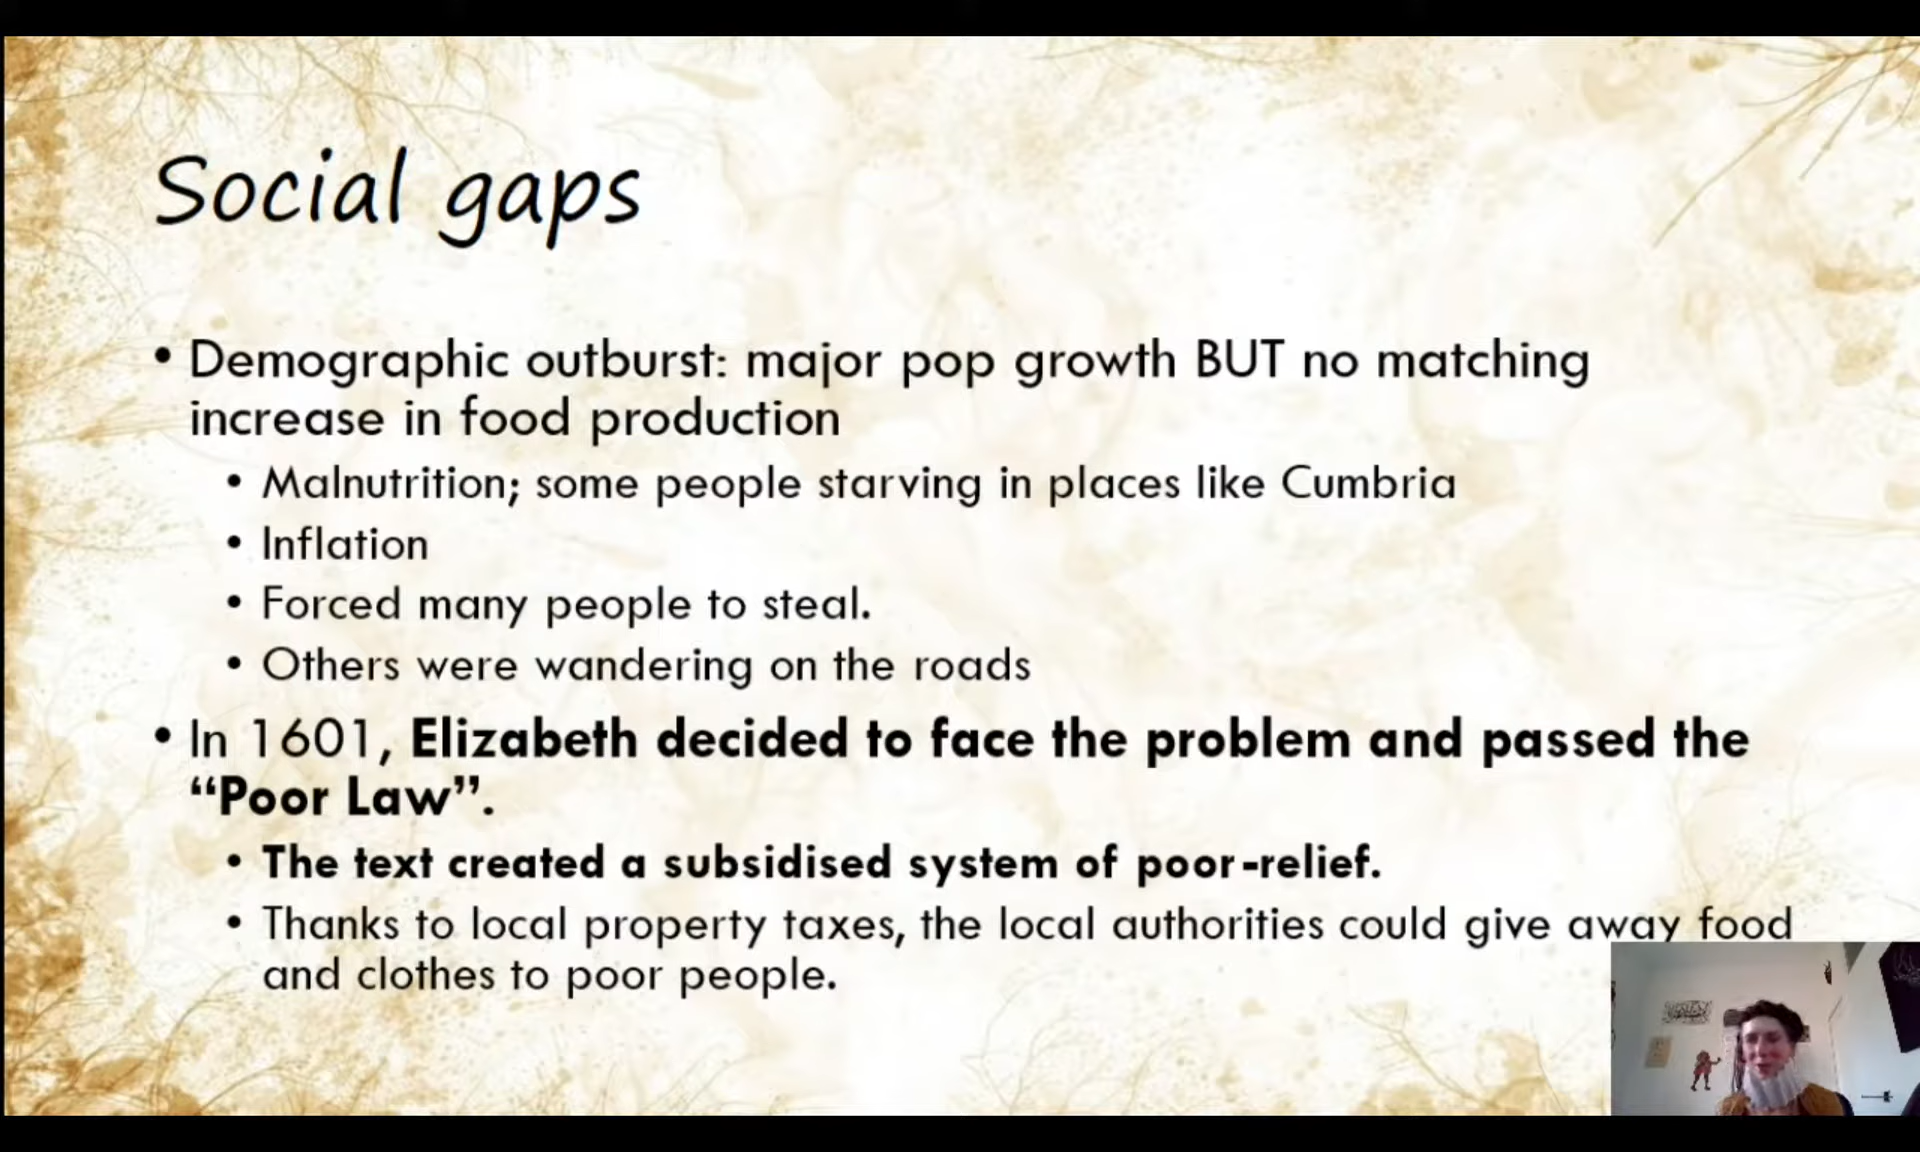 Social gaps
• Demographic outburst: major pop growth BUT no matching
increase in food production
• Malnutrition; some people starving in places like Cumbria
• Inflation
• Forced many people to steal.
• Others were wandering on the roads
• In 1601, Elizabeth decided to face the problem and passed the
“Poor Law”.
• The text created a subsidised system of poor-relief.
• Thanks to local property taxes, the local authorities could give away food
and clothes to poor people.